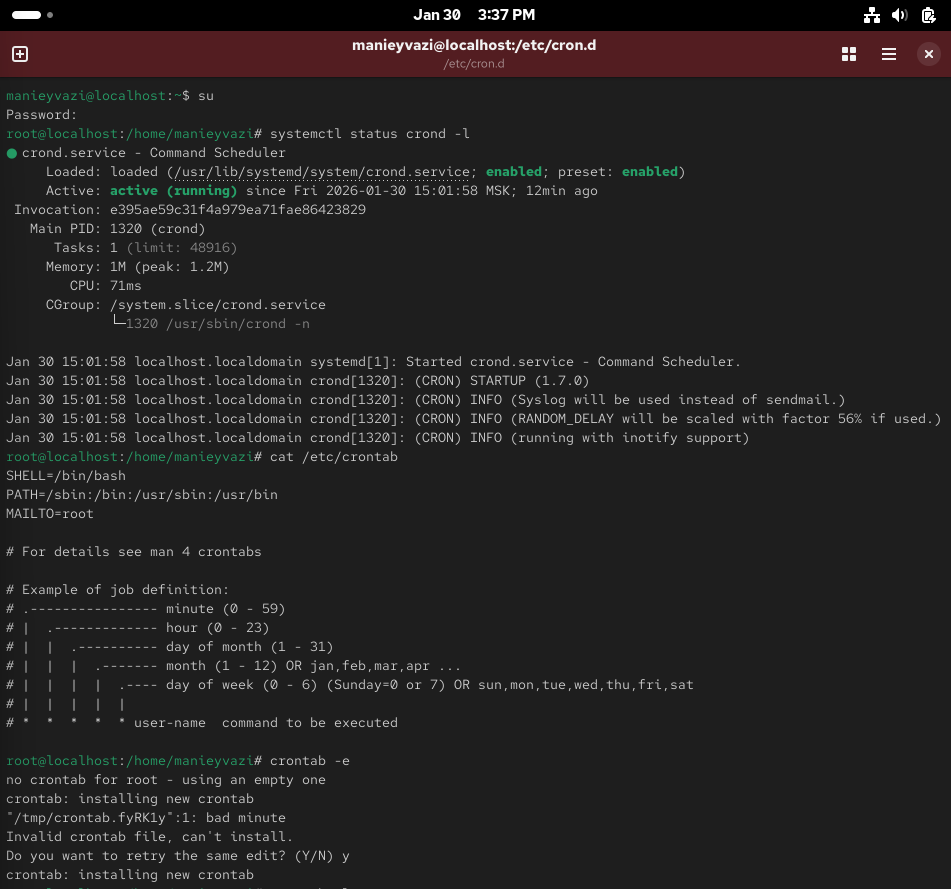 Jan 30 3:37 PM
manieyvazi@localhost:/etc/cron.d
/etc/cron.d
manieyvazi@localhost:~$ su
Password:
root@localhost:/home/manieyvazi# systemctl status crond -l
● crond.service - Command Scheduler
     Loaded: loaded (/usr/lib/systemd/system/crond.service; enabled; preset: enabled)
     Active: active (running) since Fri 2026-01-30 15:01:58 MSK; 12min ago
 Invocation: e395ae59c31f4a979ea71fae86423829
   Main PID: 1320 (crond)
      Tasks: 1 (limit: 48916)
     Memory: 1M (peak: 1.2M)
        CPU: 71ms
     CGroup: /system.slice/crond.service
             └─1320 /usr/sbin/crond -n
Jan 30 15:01:58 localhost.localdomain systemd[1]: Started crond.service - Command Scheduler.
Jan 30 15:01:58 localhost.localdomain crond[1320]: (CRON) STARTUP (1.7.0)
Jan 30 15:01:58 localhost.localdomain crond[1320]: (CRON) INFO (Syslog will be used instead of sendmail.)
Jan 30 15:01:58 localhost.localdomain crond[1320]: (CRON) INFO (RANDOM_DELAY will be scaled with factor 56% if used.)
Jan 30 15:01:58 localhost.localdomain crond[1320]: (CRON) INFO (running with inotify support)
root@localhost:/home/manieyvazi# cat /etc/crontab
SHELL=/bin/bash
PATH=/sbin:/bin:/usr/sbin:/usr/bin
MAILTO=root
# For details see man 4 crontabs
# Example of job definition:
# .---------------- minute (0 - 59)
# |  .------------- hour (0 - 23)
# |  |  .---------- day of month (1 - 31)
# |  |  |  .------- month (1 - 12) OR jan,feb,mar,apr ...
# |  |  |  |  .---- day of week (0 - 6) (Sunday=0 or 7) OR sun,mon,tue,wed,thu,fri,sat
# |  |  |  |  |
# *  *  *  *  * user-name  command to be executed
root@localhost:/home/manieyvazi# crontab -e
no crontab for root - using an empty one
crontab: installing new crontab
"/tmp/crontab.fyRK1y":1: bad minute
Invalid crontab file, can't install.
Do you want to retry the same edit? (Y/N) y
crontab: installing new crontab